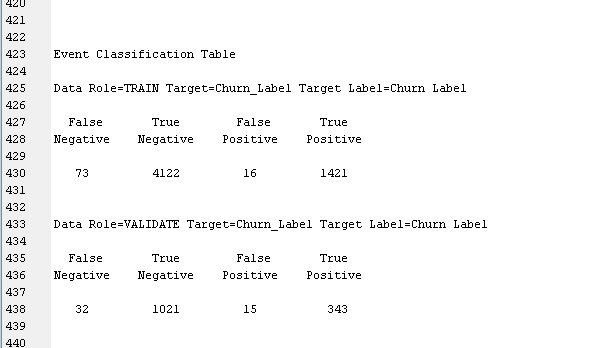 420
421
422
423 Event Classification Table
424
425 Data Role=TRAIN Target=Churn_Label Target Label=Churn Label
426
427 False True False True
428 Negative Negative Positive Positive
429
430 73 4122 16 1421
431
432
433 Data Role=VALIDATE Target=Churn_Label Target Label=Churn Label
434
435 False True False True
436 Negative Negative Positive Positive
437
438 32 1021 15 343
439
440